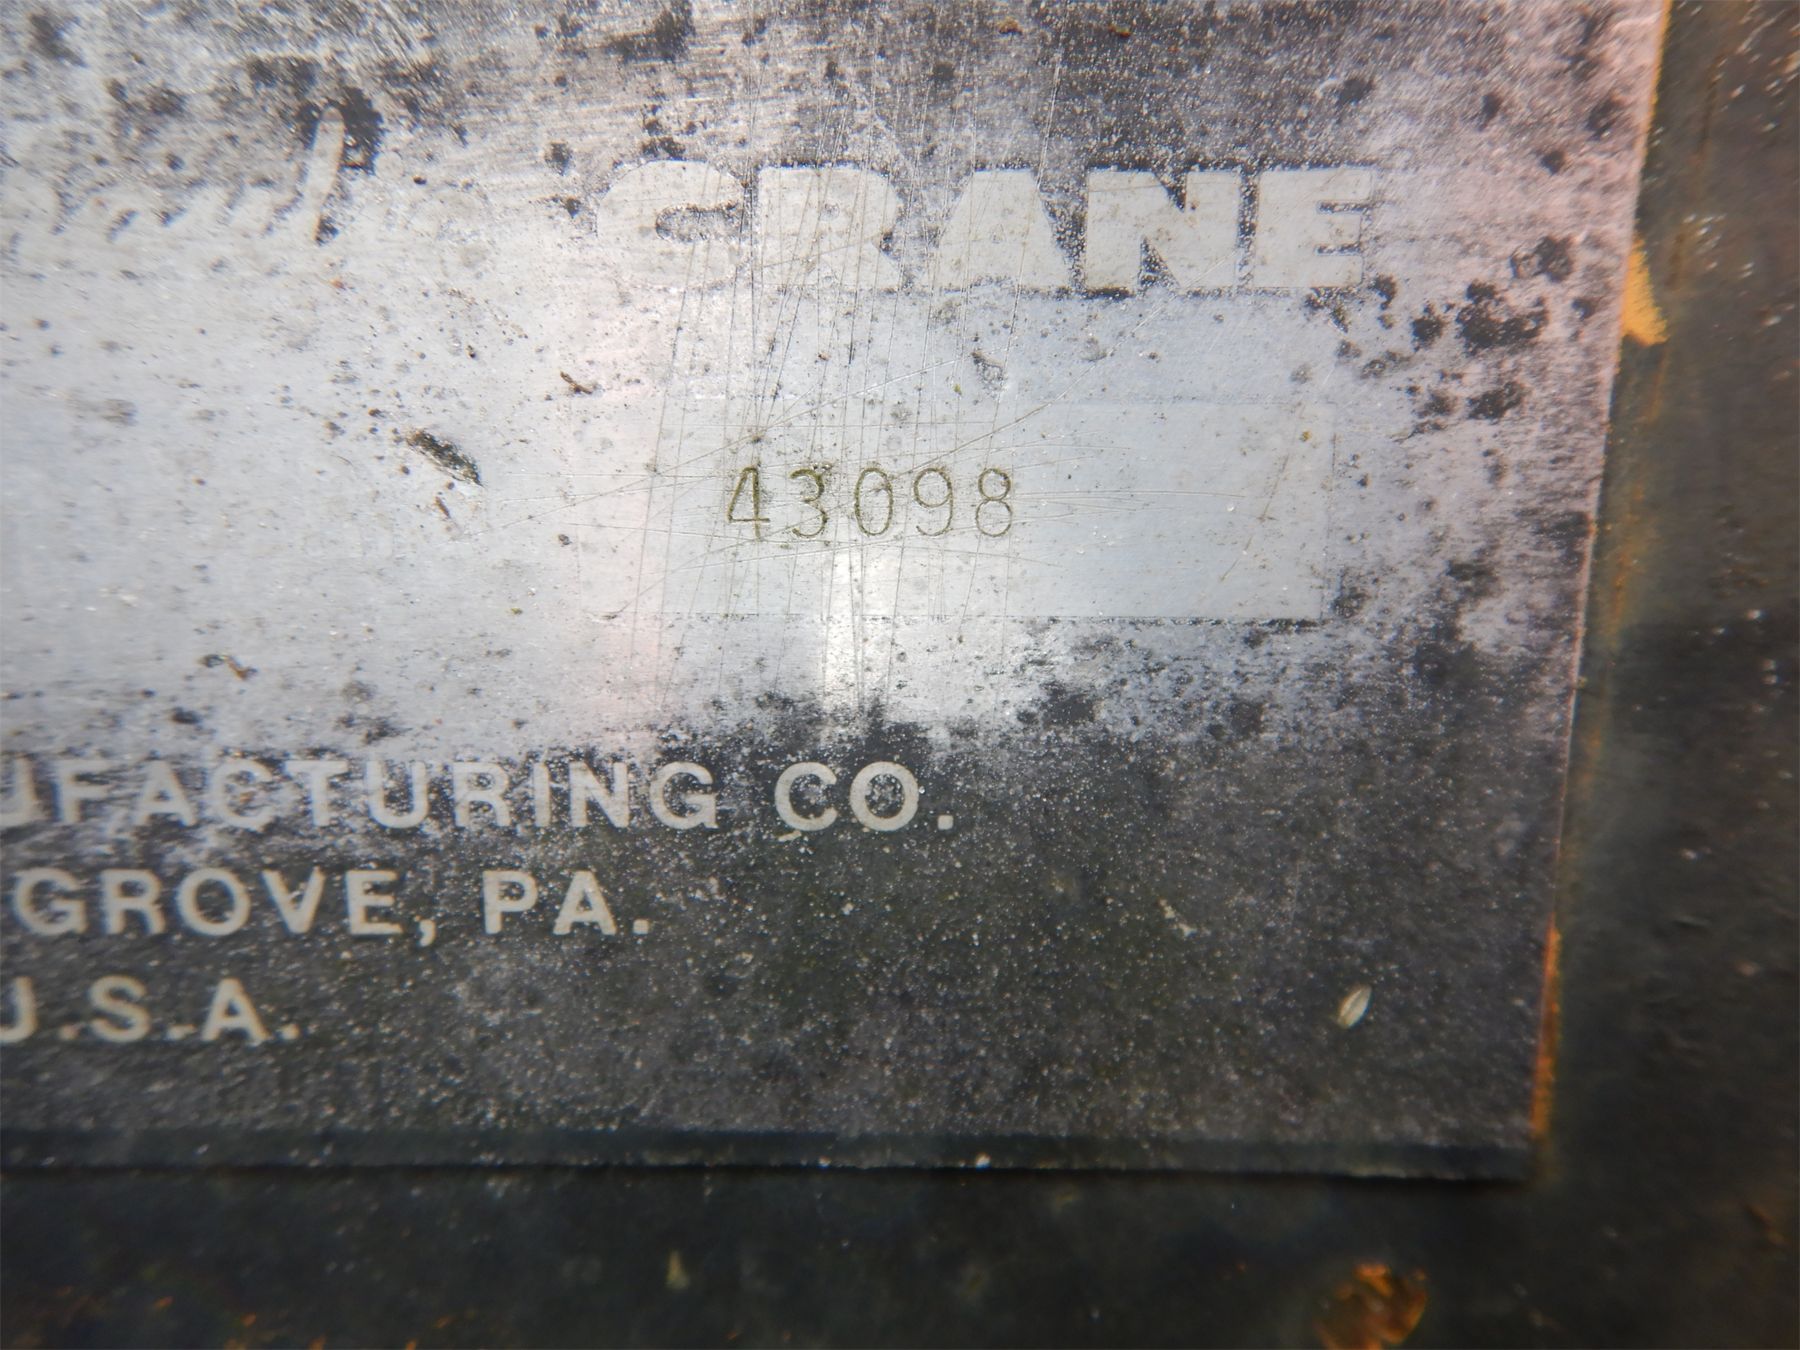 CRANE
43098
UFACTURING CO.
GROVE, PA.
U.S.A.